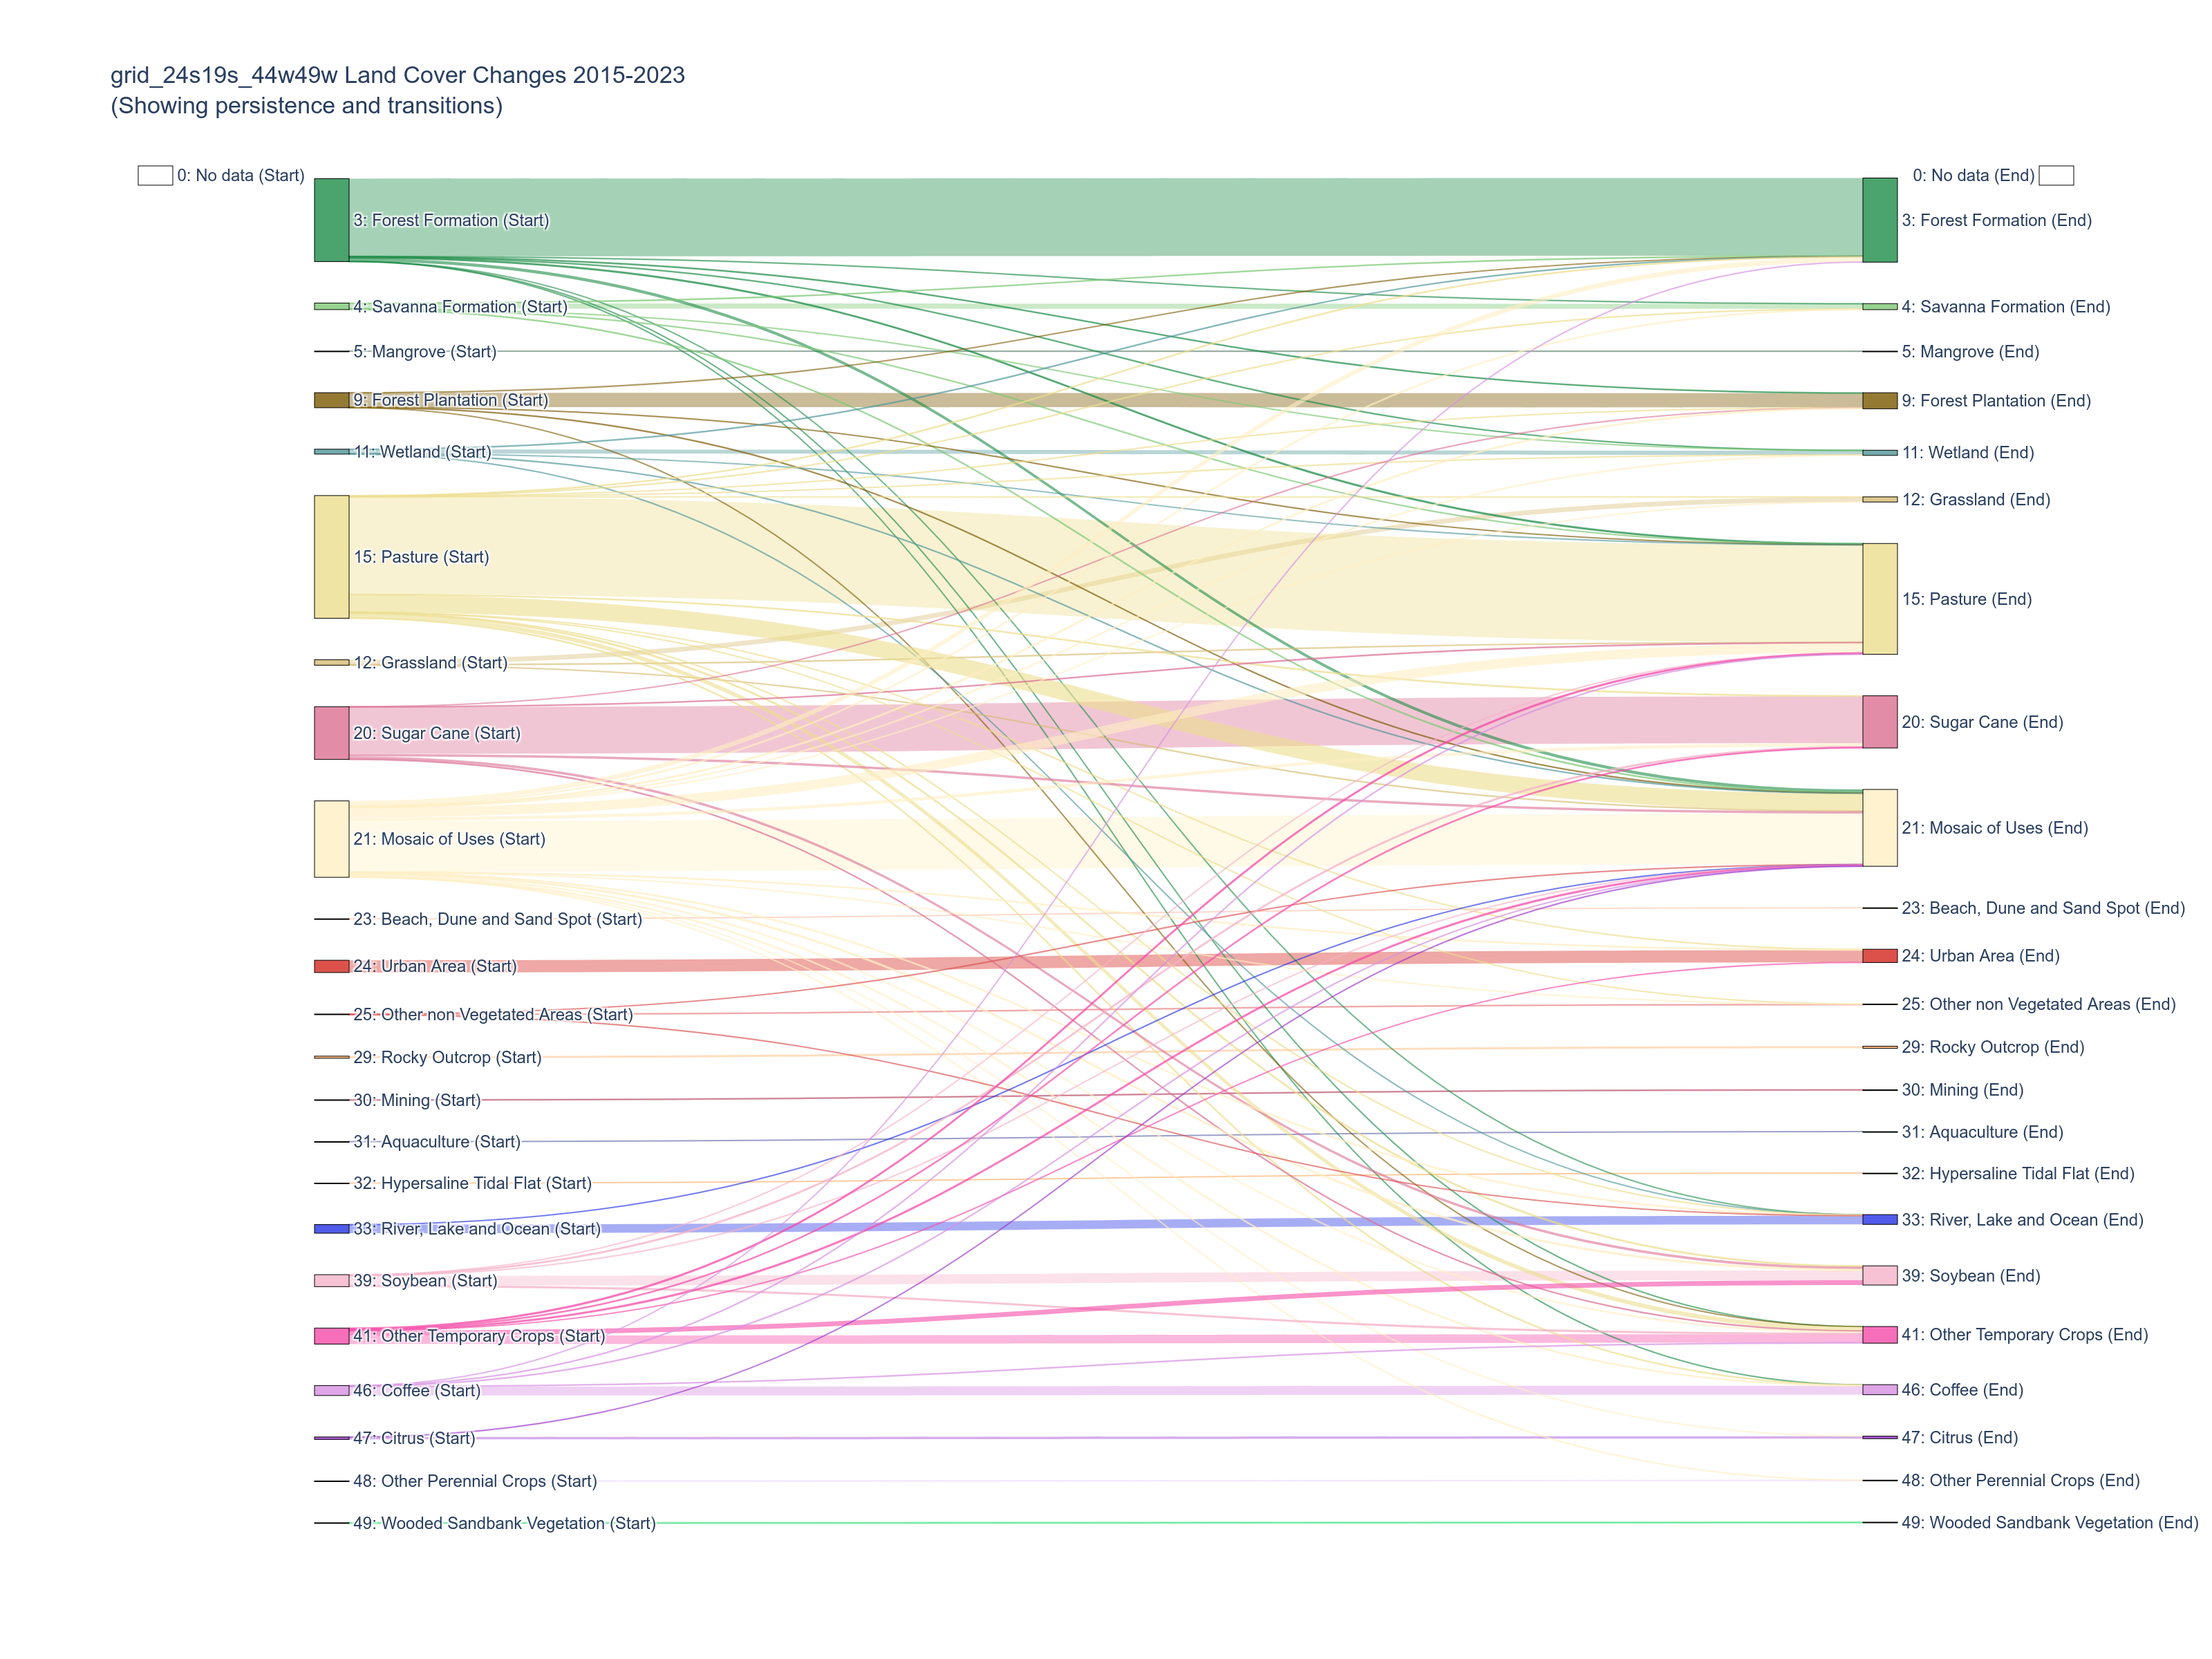 grid_24s19s_44w49w Land Cover Changes 2015-2023
(Showing persistence and transitions)
0: No data (Start)
3: Forest Formation (Start)
4: Savanna Formation (Start)
5: Mangrove (Start)
9: Forest Plantation (Start)
11: Wetland (Start)
15: Pasture (Start)
12: Grassland (Start)
20: Sugar Cane (Start)
21: Mosaic of Uses (Start)
23: Beach, Dune and Sand Spot (Start)
24: Urban Area (Start)
25: Other non Vegetated Areas (Start)
29: Rocky Outcrop (Start)
30: Mining (Start)
31: Aquaculture (Start)
32: Hypersaline Tidal Flat (Start)
33: River, Lake and Ocean (Start)
39: Soybean (Start)
41: Other Temporary Crops (Start)
46: Coffee (Start)
47: Citrus (Start)
48: Other Perennial Crops (Start)
49: Wooded Sandbank Vegetation (Start)
0: No data (End)
3: Forest Formation (End)
4: Savanna Formation (End)
5: Mangrove (End)
9: Forest Plantation (End)
11: Wetland (End)
12: Grassland (End)
15: Pasture (End)
20: Sugar Cane (End)
21: Mosaic of Uses (End)
23: Beach, Dune and Sand Spot (End)
24: Urban Area (End)
25: Other non Vegetated Areas (End)
29: Rocky Outcrop (End)
30: Mining (End)
31: Aquaculture (End)
32: Hypersaline Tidal Flat (End)
33: River, Lake and Ocean (End)
39: Soybean (End)
41: Other Temporary Crops (End)
46: Coffee (End)
47: Citrus (End)
48: Other Perennial Crops (End)
49: Wooded Sandbank Vegetation (End)